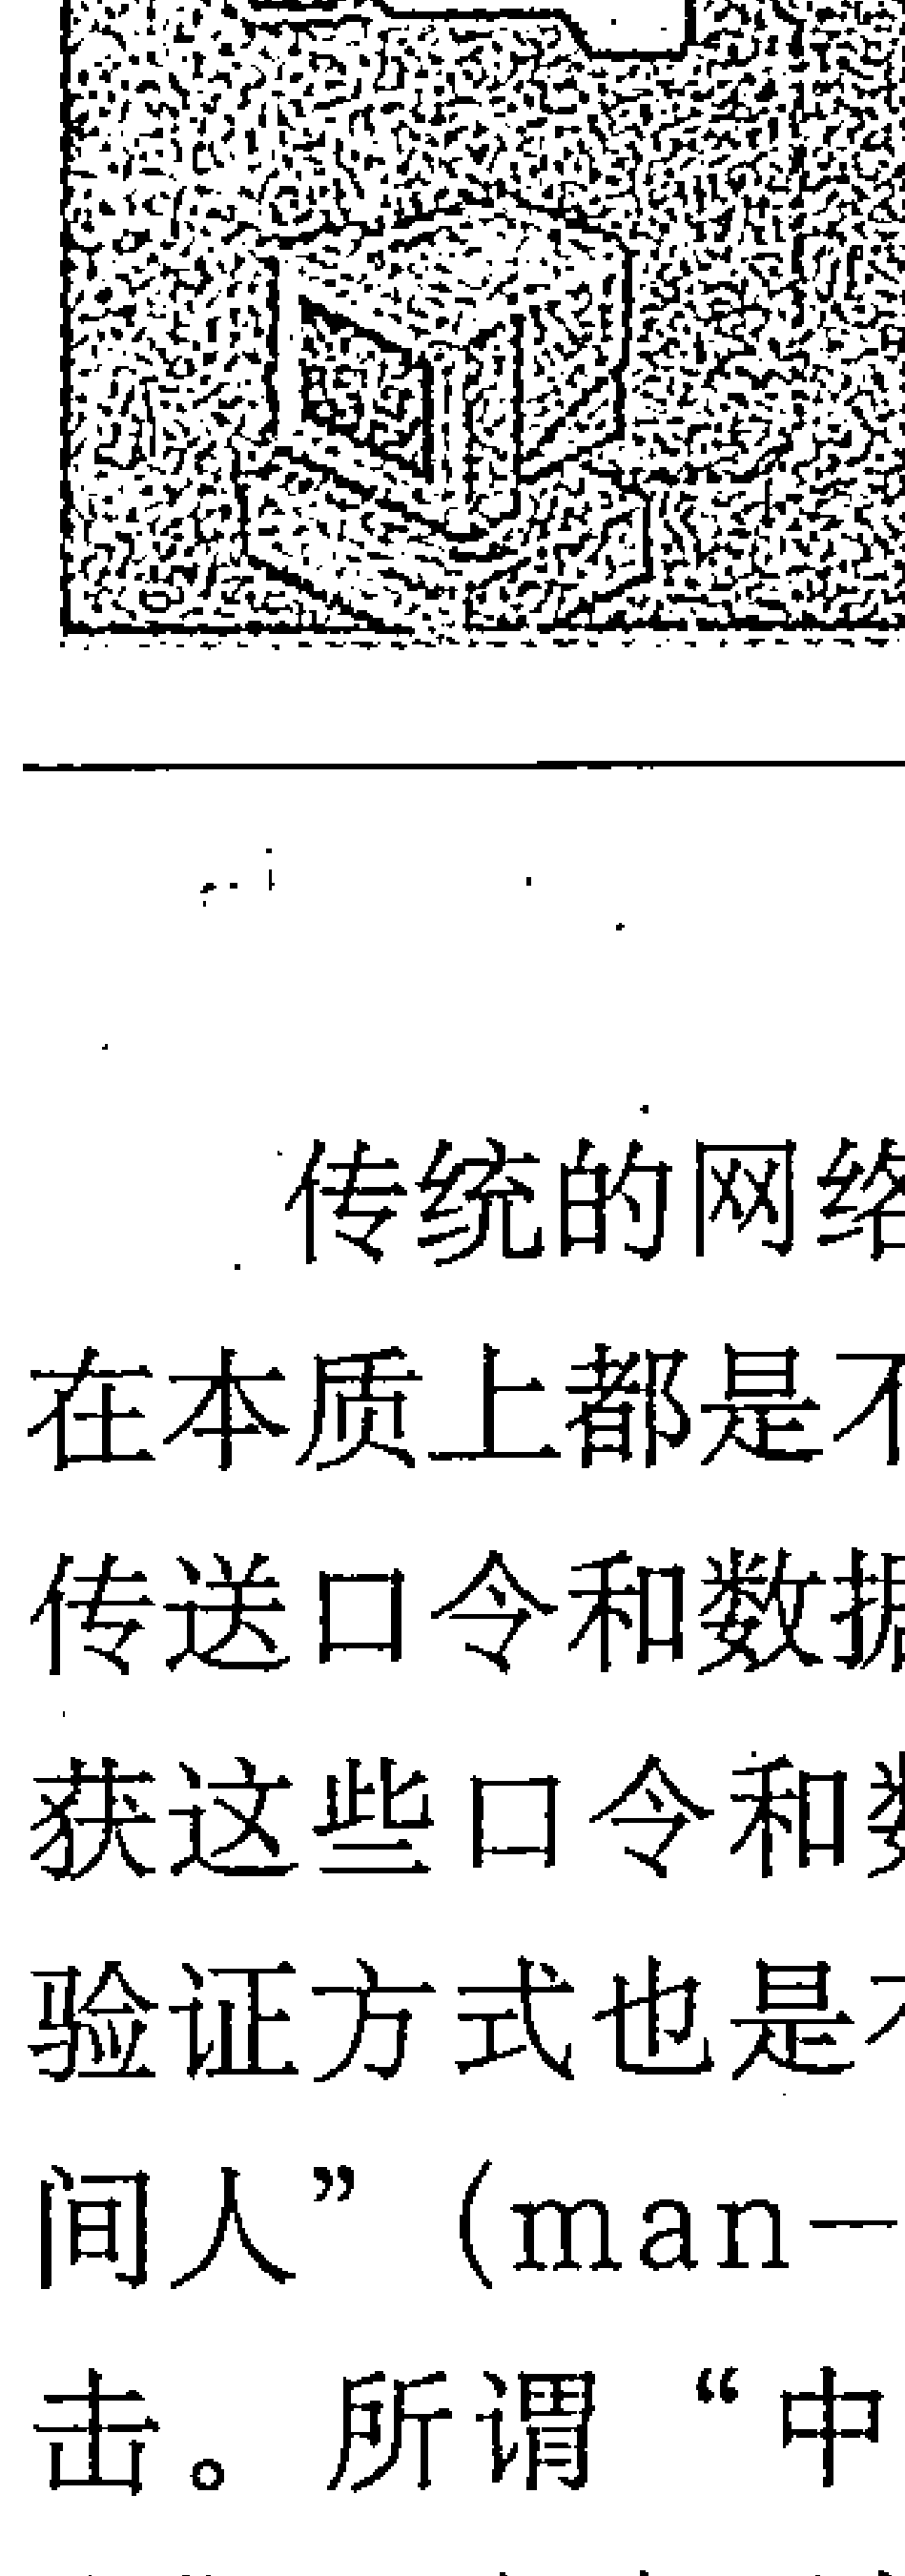 传统的网络
在本质上都是不
传送口令和数据
获这些口令和数
验证方式也是不
间人” (man—
击。所谓“中